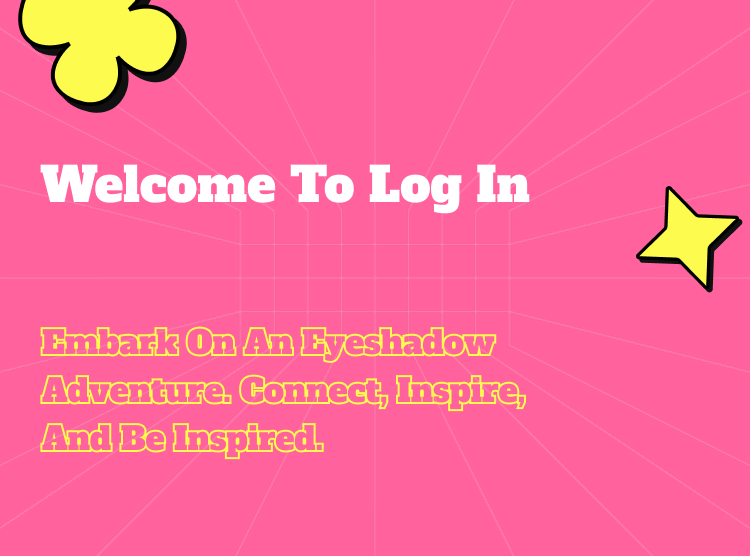 Welcome To Log In
Embark On An Eyeshadow
Adventure. Connect, Inspire,
And Be Inspired.